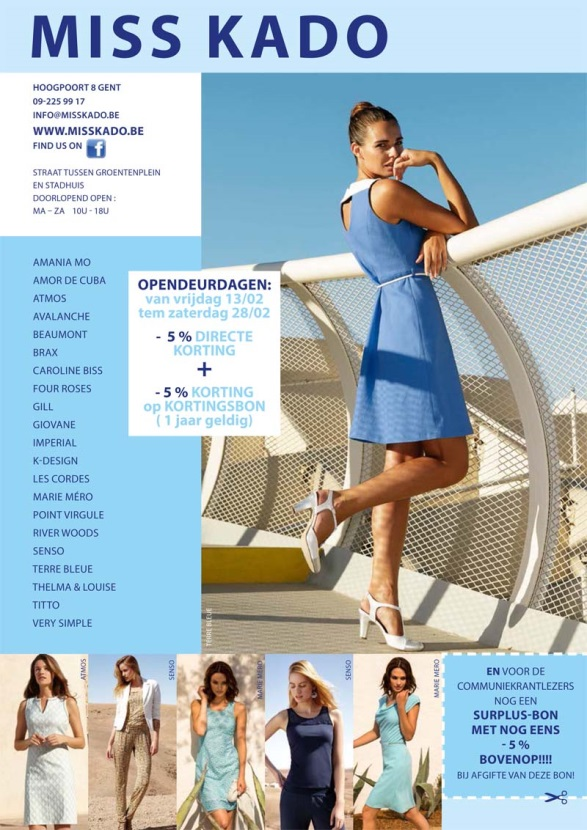 MISS KADO
HOOGPOORT 8 GENT
09-225 99 17
INFO@MISSKADO.BE
WWW.MISSKADO.BE
FIND US ON f
STRAAT TUSSEN GROENTENPLEIN
EN STADHUIS
DOORLOPEND OPEN :
MA – ZA 10U - 18U
AMANIA MO
AMOR DE CUBA
ATMOS
AVALANCHE
BEAUMONT
BRAX
CAROLINE BISS
FOUR ROSES
GILL
GIOVANE
IMPERIAL
K-DESIGN
LES CORDES
MARIE MÉRO
POINT VIRGULE
RIVER WOODS
SENSO
TERRE BLEUE
THELMA & LOUISE
TITTO
VERY SIMPLE
OPENDEURDAGEN:
van vrijdag 13/02
tem zaterdag 28/02
- 5 % DIRECTE
KORTING
+
- 5 % KORTING
op KORTINGSBON
( 1 jaar geldig)
TERRE BLEUE
ATMOS
SENSO
MARIE MERO
SENSO
MARIE MERO
EN VOOR DE
COMMUNIEKRANTLEZERS
NOG EEN
SURPLUS-BON
MET NOG EENS
- 5 %
BOVENOP!!!!
BIJ AFGIFTE VAN DEZE BON!